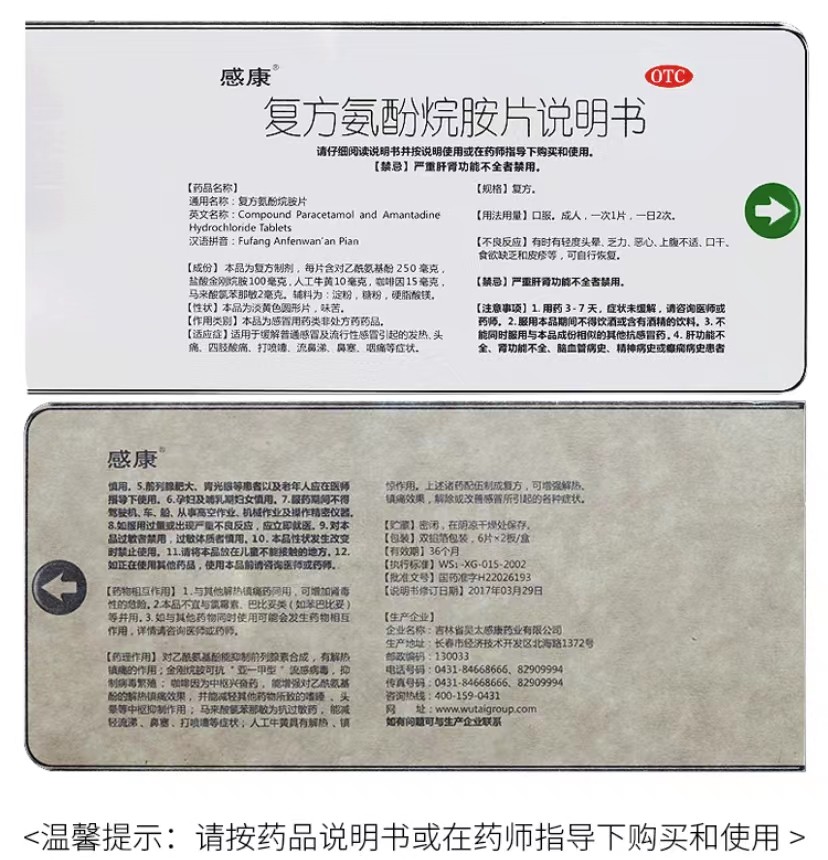 感康®
OTC
复方氨酚烷胺片说明书
请仔细阅读说明书并按说明使用或在药师指导下购买和使用。
【禁忌】严重肝肾功能不全者禁用。
【药品名称】
通用名称：复方氨酚烷胺片
英文名称：Compound Paracetamol and Amantadine
Hydrochloride Tablets
汉语拼音：Fufang Anfenwan'an Pian
【成份】本品为复方制剂，每片含对乙酰氨基酚250毫克，
盐酸金刚烷胺100毫克，人工牛黄10毫克，咖啡因15毫克，
马来酸氯苯那敏2毫克。辅料为：淀粉，糖粉，硬脂酸镁。
【性状】本品为淡黄色圆形片，味苦。
【作用类别】本品为感冒用药类非处方药药品。
【适应症】适用于缓解普通感冒及流行性感冒引起的发热、头
痛、四肢酸痛、打喷嚏、流鼻涕、鼻塞、咽痛等症状。
【规格】复方。
【用法用量】口服。成人，一次1片，一日2次。
【不良反应】有时有轻度头晕、乏力、恶心、上腹不适、口干、
食欲缺乏和皮疹等，可自行恢复。
【禁忌】严重肝肾功能不全者禁用。
【注意事项】1. 用药 3-7 天，症状未缓解，请咨询医师或
药师。2. 服用本品期间不得饮酒或含有酒精的饮料。3. 不
能同时服用与本品成份相似的其他抗感冒药。4. 肝功能不
全、肾功能不全、脑血管病史、精神病史或癫痫病史患者
感康®
慎用。5.前列腺肥大、青光眼等患者以及老年人应在医师
指导下使用。6.孕妇及哺乳期妇女慎用。7.服药期间不得
驾驶机、车、船、从事高空作业、机械作业及操作精密仪器。
8.如服用过量或出现严重不良反应，应立即就医。9. 对本
品过敏者禁用，过敏体质者慎用。10. 本品性状发生改变
时禁止使用。11.请将本品放在儿童不能接触的地方。12.
如正在使用其他药品，使用本品前请咨询医师或药师。
【药物相互作用】 1.与其他解热镇痛药同用，可增加肾毒
性的危险。2.本品不宜与氯霉素、巴比妥类（如苯巴比妥）
等并用。3.如与其他药物同时使用可能会发生药物相互
作用，详情请咨询医师或药师。
【药理作用】对乙酰氨基酚能抑制前列腺素合成，有解热
镇痛的作用；金刚烷胺可抗“亚一甲型”流感病毒，抑
制病毒繁殖；咖啡因为中枢兴奋药，能增强对乙酰氨基
酚的解热镇痛效果，并能减轻其他药物所致的嗜睡、头
晕等中枢抑制作用；马来酸氯苯那敏为抗过敏药，能减
轻流涕、鼻塞、打喷嚏等症状；人工牛黄具有解热、镇
惊作用。上述诸药配伍制成复方，可增强解热、
镇痛效果，解除或改善感冒所引起的各种症状。
【贮藏】密闭，在阴凉干燥处保存。
【包装】双铝箔包装，6片×2板/盒
【有效期】36个月
【执行标准】WS₁-XG-015-2002
【批准文号】国药准字H22026193
【说明书修订日期】2017年03月29日
【生产企业】
企业名称：吉林省吴太感康药业有限公司
生产地址：长春市经济技术开发区北海路1372号
邮政编码：130033
电话号码：0431-84668666、82909994
传真号码：0431-84668666、82909994
咨询热线：400-159-0431
网 址：www.wutaigroup.com
如有问题可与生产企业联系
<温馨提示：请按药品说明书或在药师指导下购买和使用 >